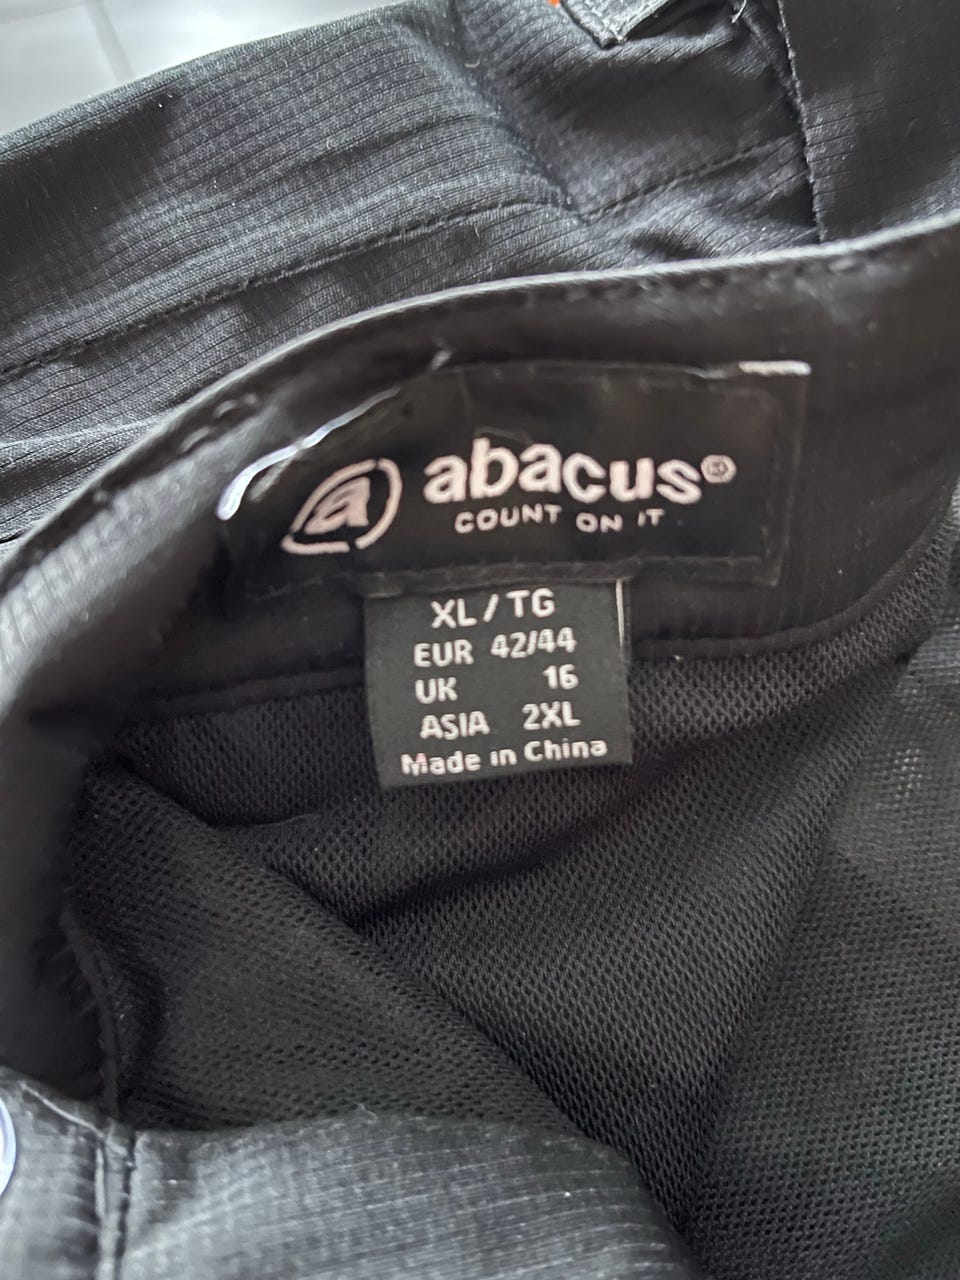 a abacus®
COUNT ON IT
XL/TG
EUR 42/44
UK 16
ASIA 2XL
Made in China